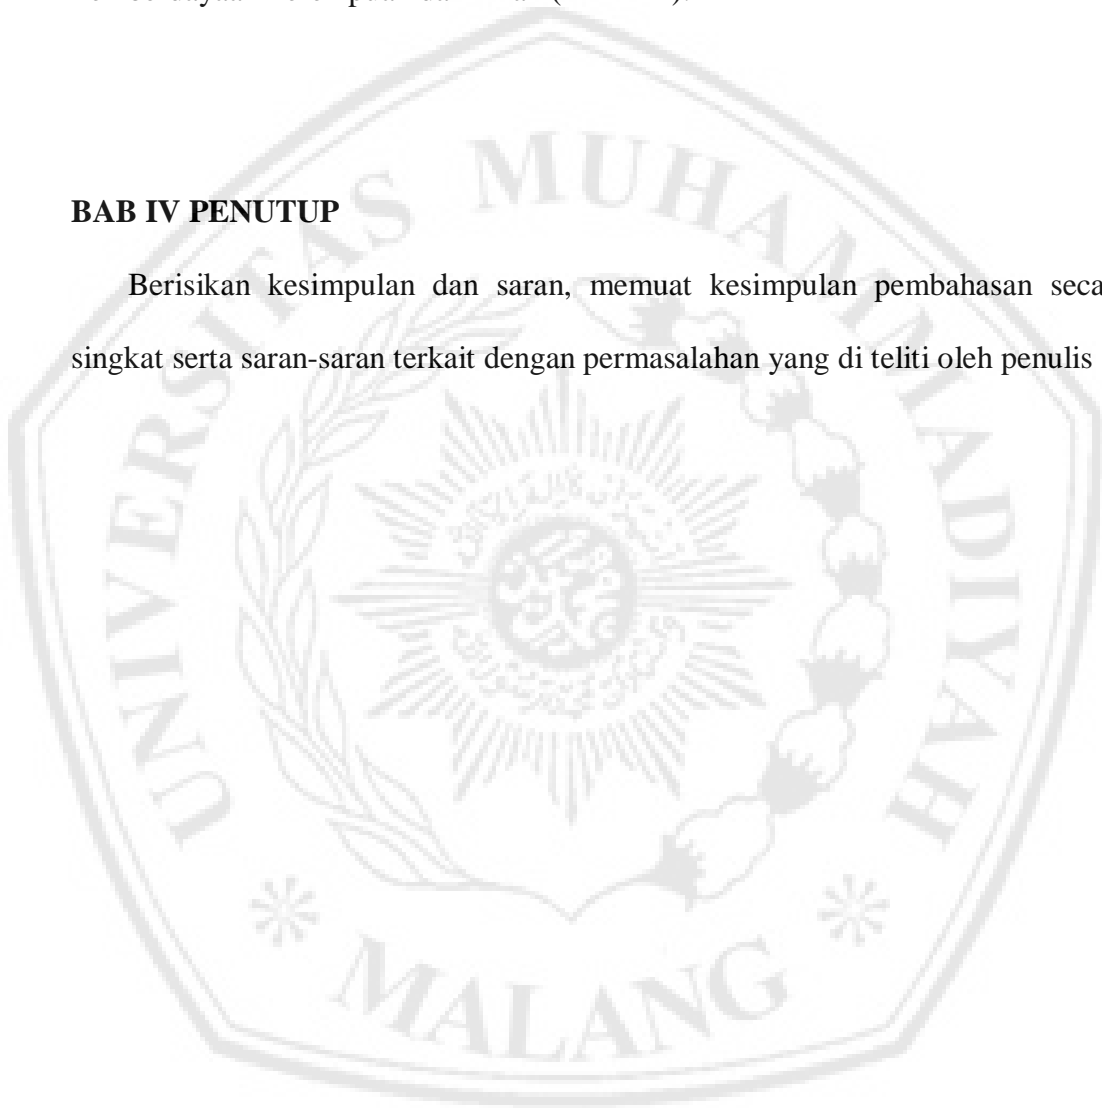 BAB IV PENUTUP
Berisikan kesimpulan dan saran, memuat kesimpulan pembahasan seca
singkat serta saran-saran terkait dengan permasalahan yang di teliti oleh penulis
UNIVERSITAS MUHAMMADIYAH
MALANG